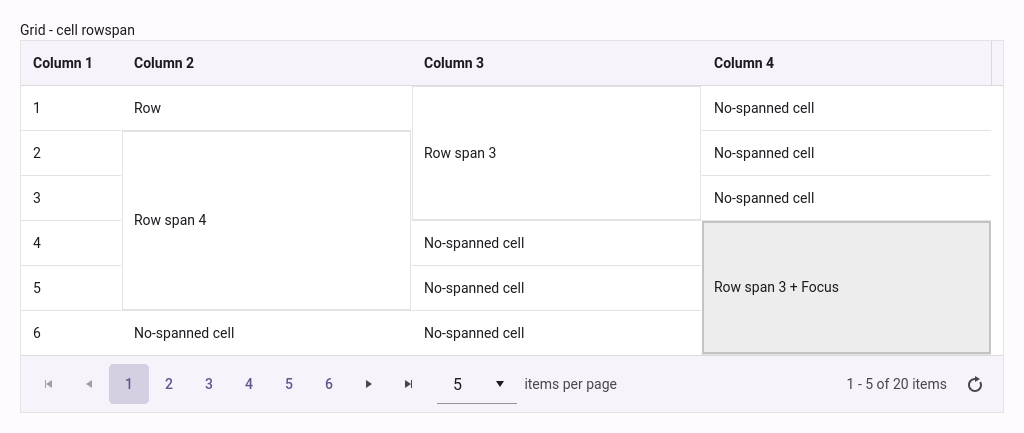 Grid - cell rowspan
Column 1 Column 2 Column 3 Column 4
1 Row No-spanned cell
2 Row span 3 No-spanned cell
3 No-spanned cell
Row span 4
4 No-spanned cell
5 No-spanned cell Row span 3 + Focus
6 No-spanned cell No-spanned cell
1 2 3 4 5 6 5 items per page 1 - 5 of 20 items